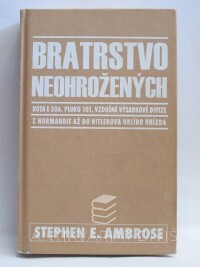 BRATRSTVO
NEOHROŽENÝCH
ROTA E 506. PLUKU 101. VZDUŠNÉ VÝSADKOVÉ DIVIZE
Z NORMANDIE AŽ DO HITLEROVA ORLÍHO HNÍZDA
STEPHEN E. AMBROSE